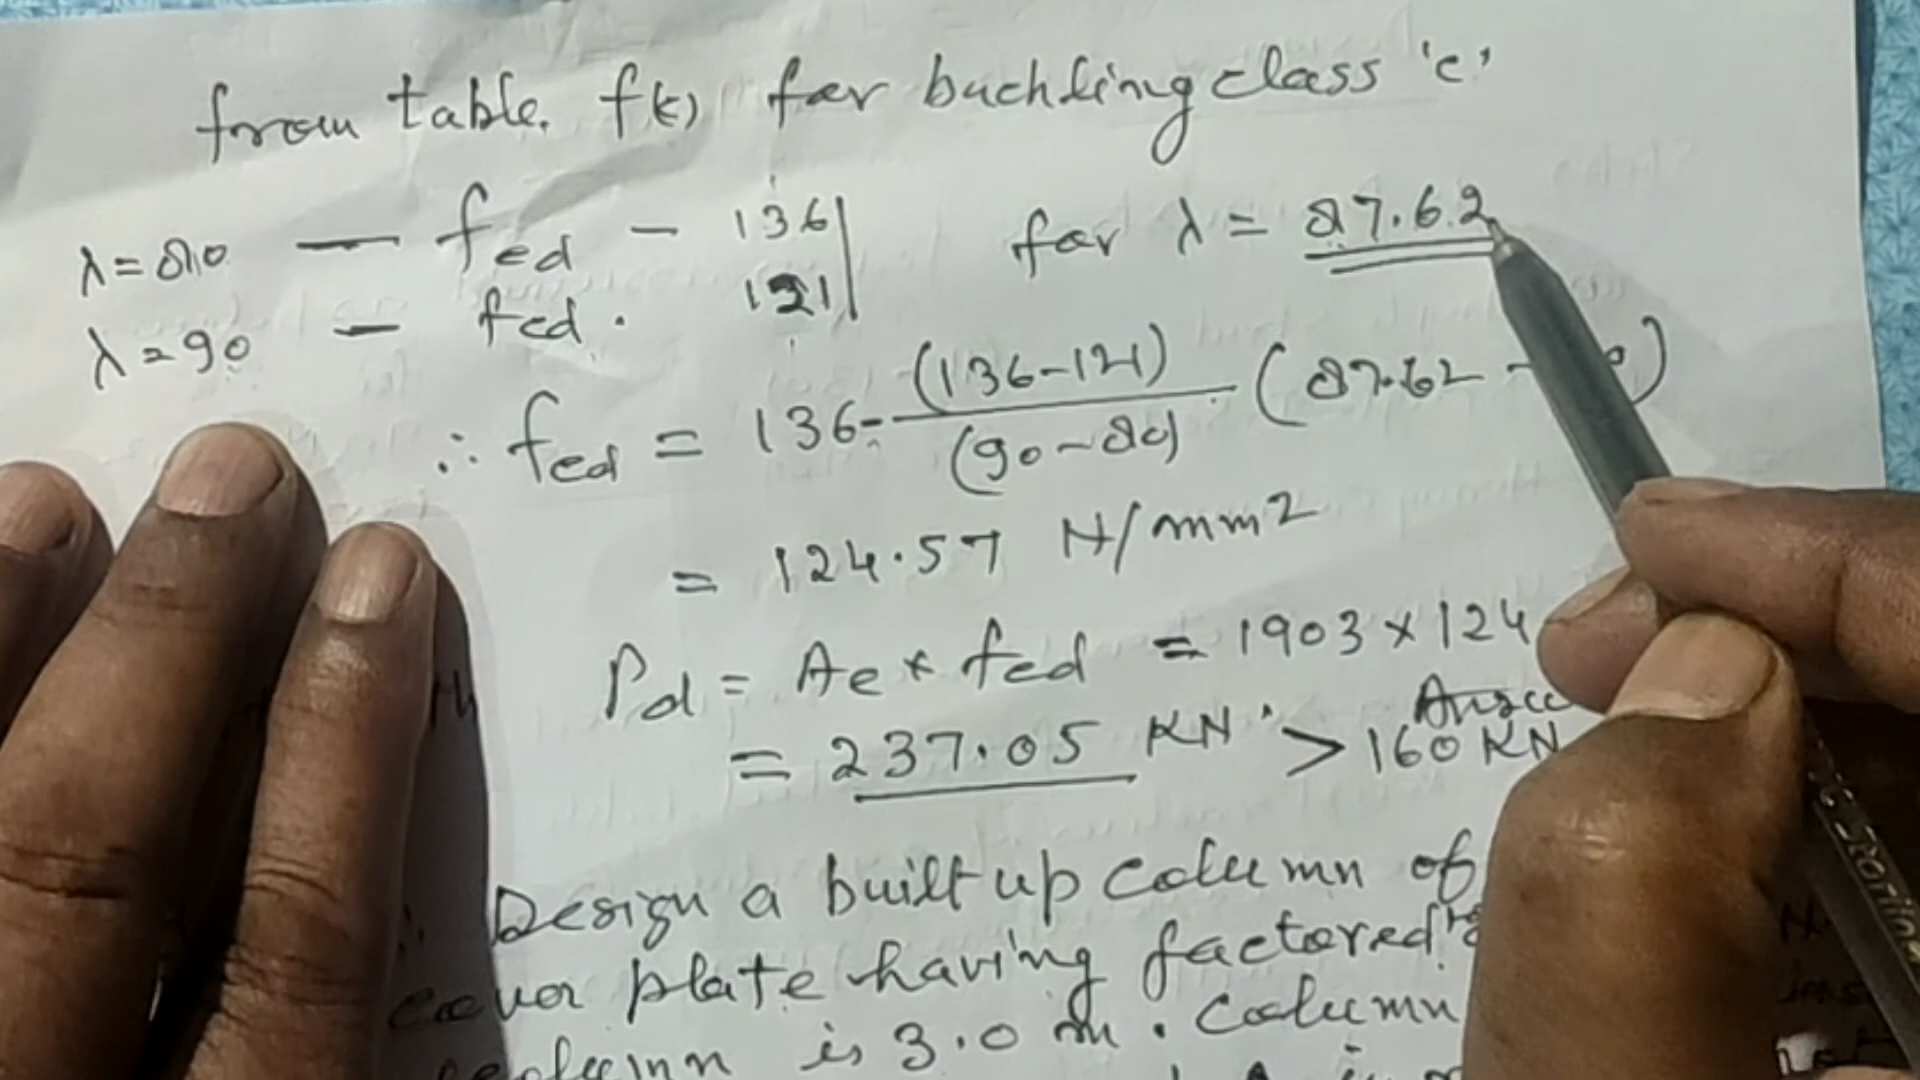 from table. f(c) for buckling class 'c'
λ=80 — fcd - 136 for λ = 87.62
λ=90 — fcd. 121
∴ fcd = 136- (136-121)/(90-80) (87.62 -
= 124.57 N/mm2
Pd = Ae × fcd = 1903 × 124
= 237.05 KN. > 160 KN
Design a built up column of
cover plate having factored
column is 3.0 m. column